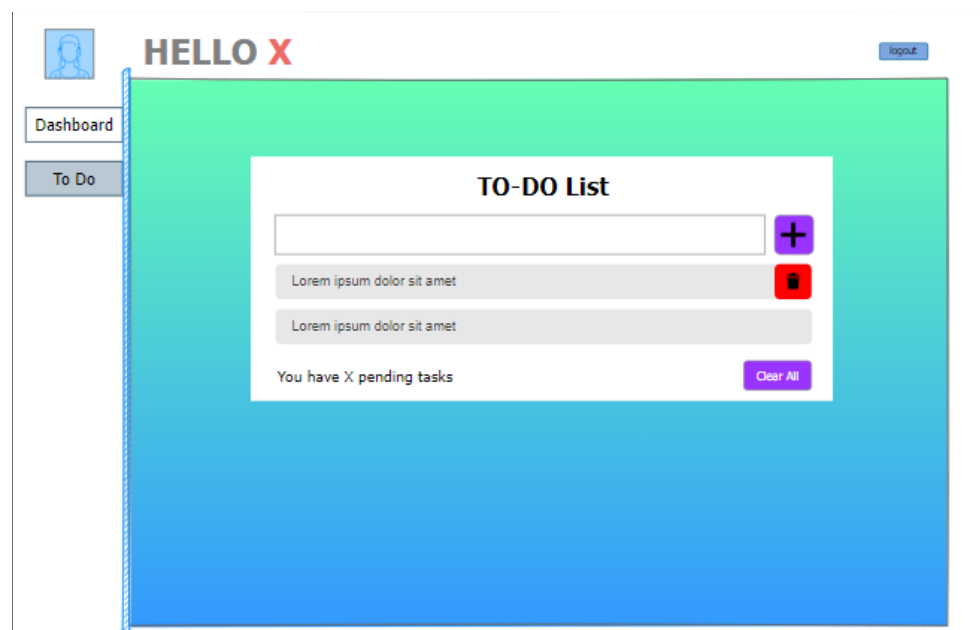 HELLO X
logout
Dashboard
To Do
TO-DO List
Lorem ipsum dolor sit amet
Lorem ipsum dolor sit amet
You have X pending tasks
Clear All